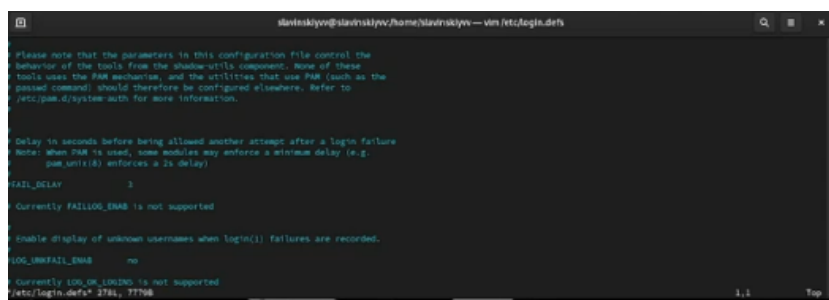 slavinskiyvv@slavinskiyvv:/home/slavinskiyvv — vim /etc/login.defs
#
# Please note that the parameters in this configuration file control the
# behavior of the tools from the shadow-utils component. None of these
# tools uses the PAM mechanism, and the utilities that use PAM (such as the
# passwd command) should therefore be configured elsewhere. Refer to
# /etc/pam.d/system-auth for more information.
#
#
# Delay in seconds before being allowed another attempt after a login failure
# Note: When PAM is used, some modules may enforce a minimum delay (e.g.
#       pam_unix(8) enforces a 2s delay)
#
#FAIL_DELAY 3
# Currently FAILLOG_ENAB is not supported
#
# Enable display of unknown usernames when login(1) failures are recorded.
#
#LOG_UNKFAIL_ENAB no
# Currently LOG_OK_LOGINS is not supported
"/etc/login.defs" 278L, 7779B 1,1 Top